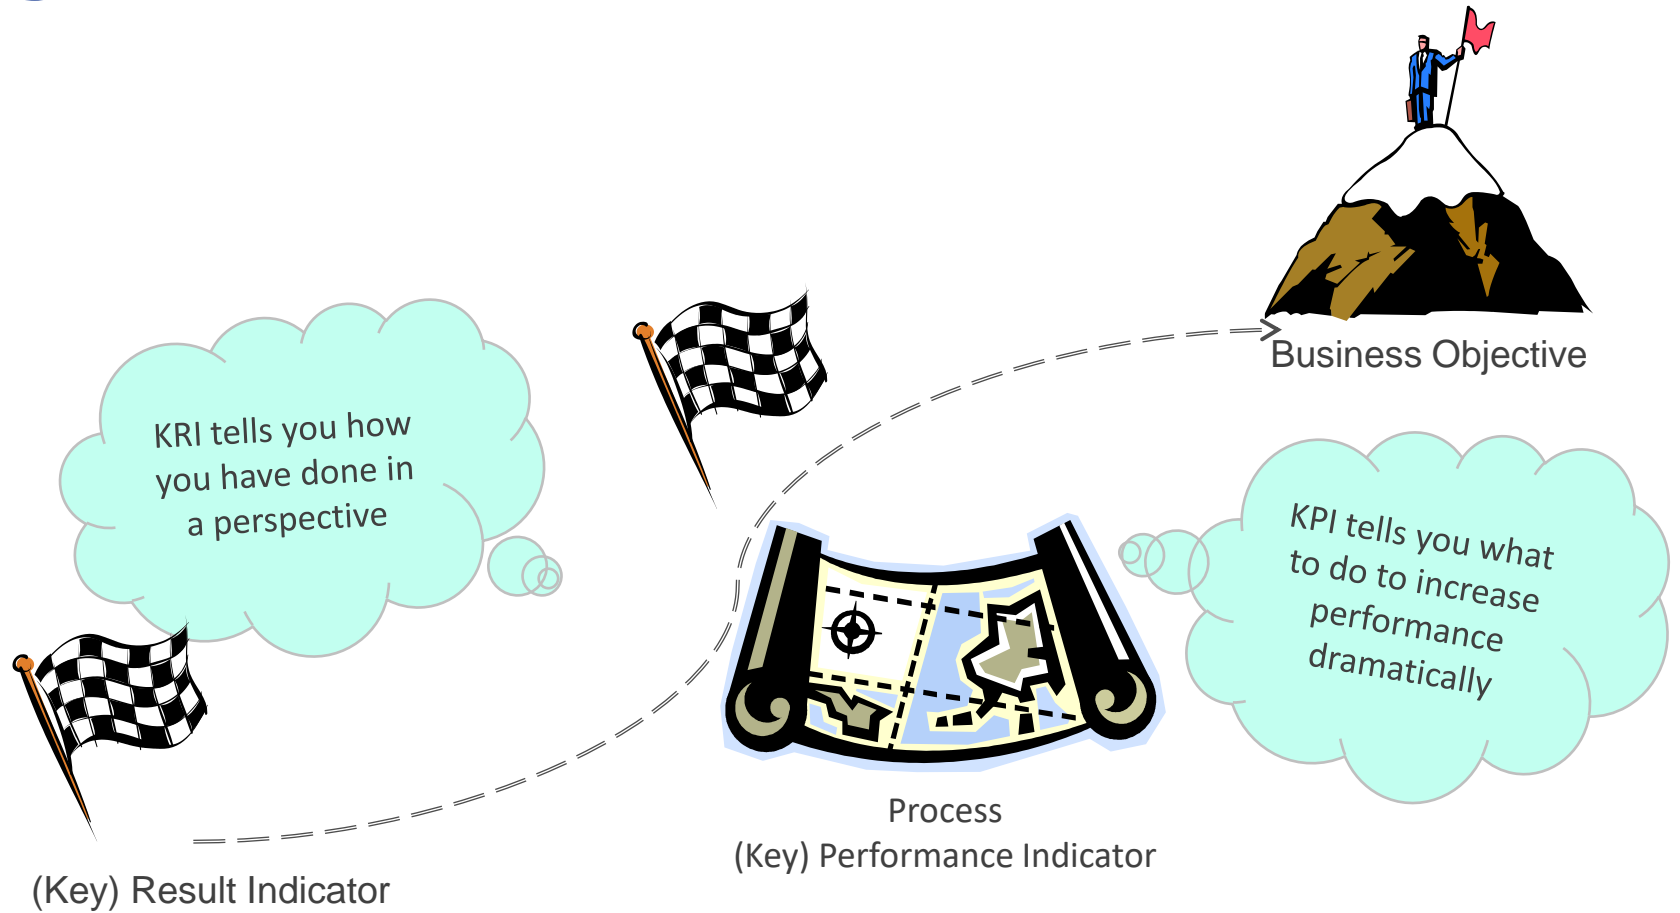 KRI tells you how
you have done in
a perspective
Business Objective
KPI tells you what
to do to increase
performance
dramatically
Process
(Key) Performance Indicator
(Key) Result Indicator